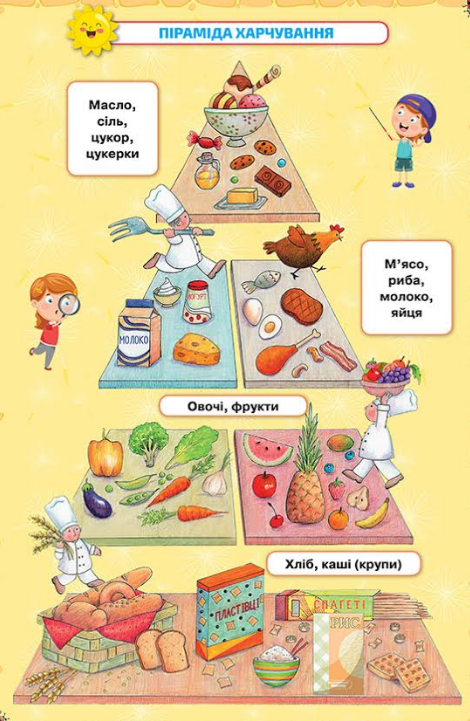 ПІРАМІДА ХАРЧУВАННЯ
Масло,
сіль,
цукор,
цукерки
М'ясо,
риба,
молоко,
яйця
ЙОГУРТ
МОЛОКО
Овочі, фрукти
Хліб, каші (крупи)
ПЛАСТІВЦІ
СПАГЕТІ
РИС